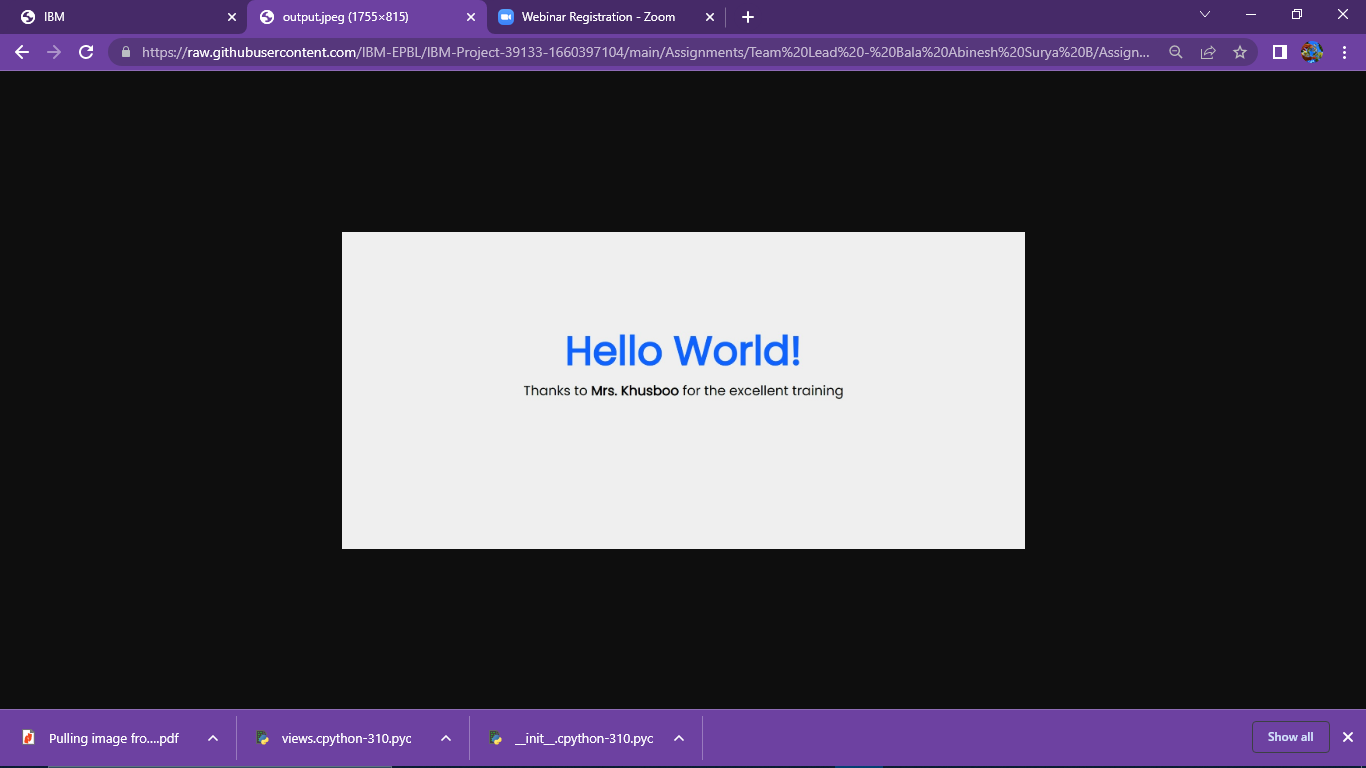 IBM
output.jpeg (1755×815)
Webinar Registration - Zoom
https://raw.githubusercontent.com/IBM-EPBL/IBM-Project-39133-1660397104/main/Assignments/Team%20Lead%20-%20Bala%20Abinesh%20Surya%20B/Assign...
Hello World!
Thanks to Mrs. Khusboo for the excellent training
Pulling image fro....pdf
views.cpython-310.pyc
__init__.cpython-310.pyc
Show all